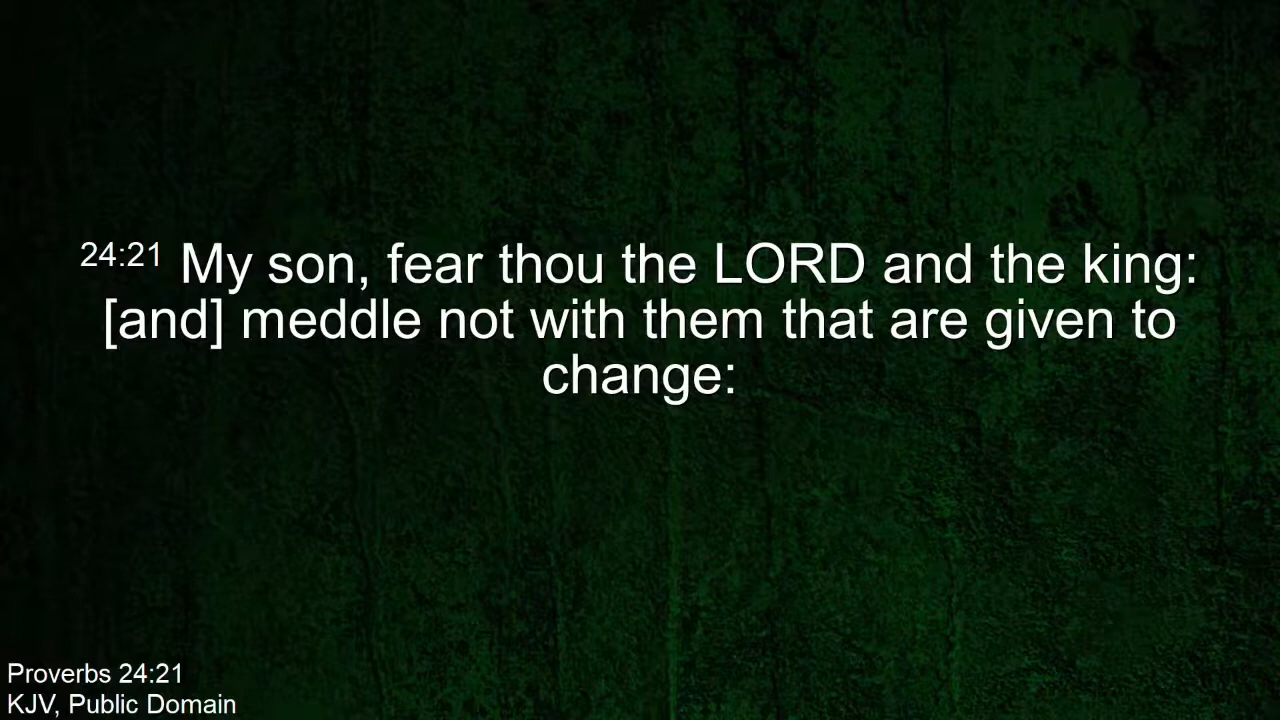 24:21 My son, fear thou the LORD and the king:
[and] meddle not with them that are given to
change:
Proverbs 24:21
KJV, Public Domain